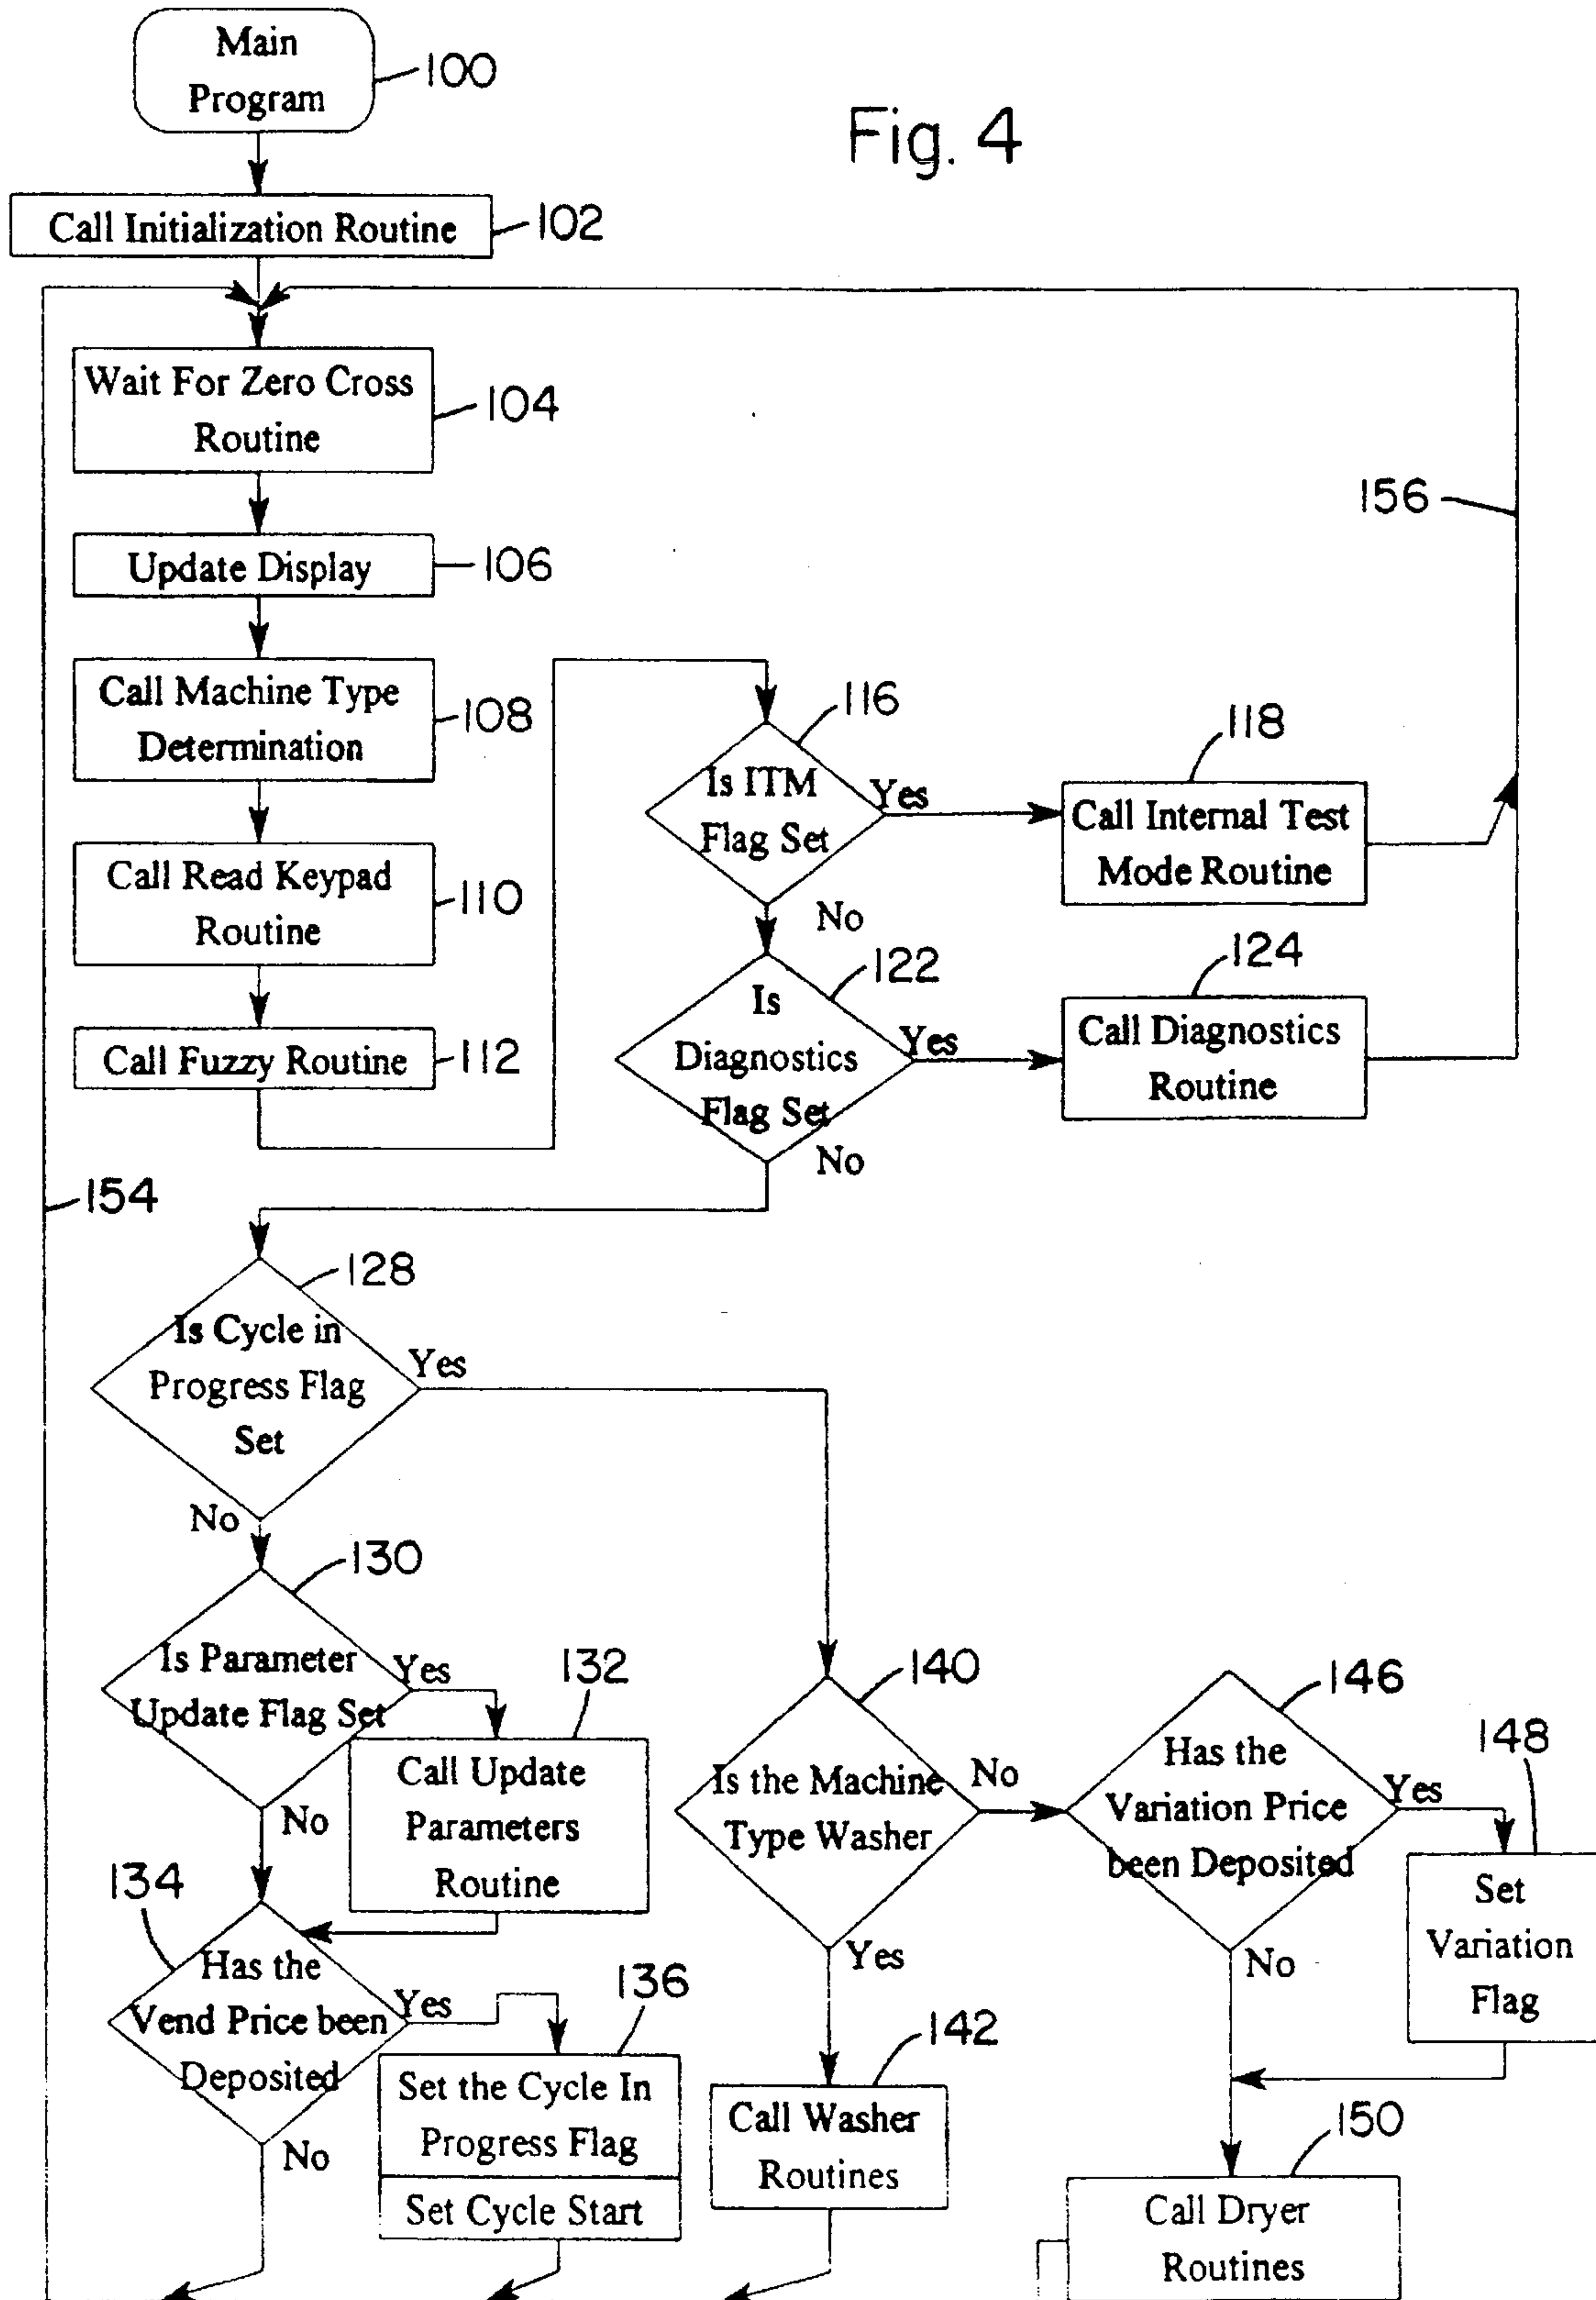 Main
Program
100
Fig. 4
Call Initialization Routine
102
Wait For Zero Cross
Routine
104
156
Update Display
106
Call Machine Type
Determination
108
116
Is ITM
Flag Set
Yes
No
118
Call Internal Test
Mode Routine
Call Read Keypad
Routine
110
122
Is
Diagnostics
Flag Set
Yes
No
124
Call Diagnostics
Routine
Call Fuzzy Routine
112
154
128
Is Cycle in
Progress Flag
Set
Yes
No
130
Is Parameter
Update Flag Set
Yes
No
132
Call Update
Parameters
Routine
134
Has the
Vend Price been
Deposited
Yes
No
136
Set the Cycle In
Progress Flag
Set Cycle Start
140
Is the Machine
Type Washer
No
Yes
142
Call Washer
Routines
146
Has the
Variation Price
been Deposited
Yes
No
148
Set
Variation
Flag
150
Call Dryer
Routines